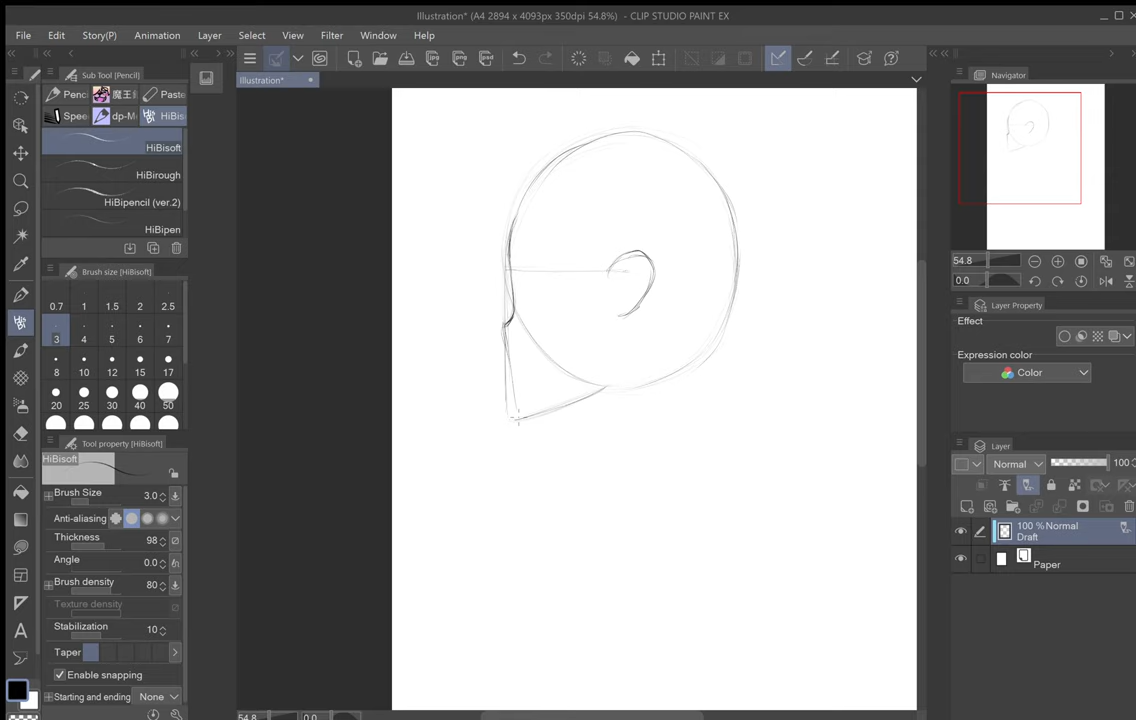 Illustration* (A4 2894 x 4093px 350dpi 54.8%) - CLIP STUDIO PAINT EX
File Edit Story(P) Animation Layer Select View Filter Window Help
Sub Tool [Pencil]
Illustration*
Navigator
Penc 魔王 Paste
Spee dp-M HiBis
HiBisoft
HiBirough
HiBipencil (ver.2)
HiBipen
Brush size [HiBisoft]
0.7 1 1.5 2 2.5
3 4 5 6 7
8 10 12 15 17
20 25 30 40 50
Tool property [HiBisoft]
HiBisoft
Brush Size 3.0
Anti-aliasing
Thickness 98
Angle 0.0
Brush density 80
Texture density
Stabilization 10
Taper
Enable snapping
Starting and ending None
54.8 0.0
54.8
0.0
Layer Property
Effect
Expression color
Color
Layer
Normal 100
100 % Normal
Draft
Paper